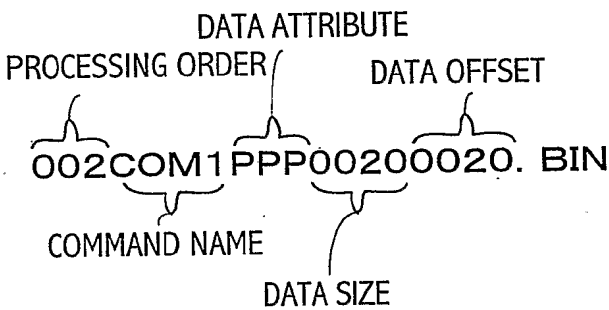 DATA ATTRIBUTE
PROCESSING ORDER
DATA OFFSET
002COM1PPP00200020. BIN
COMMAND NAME
DATA SIZE